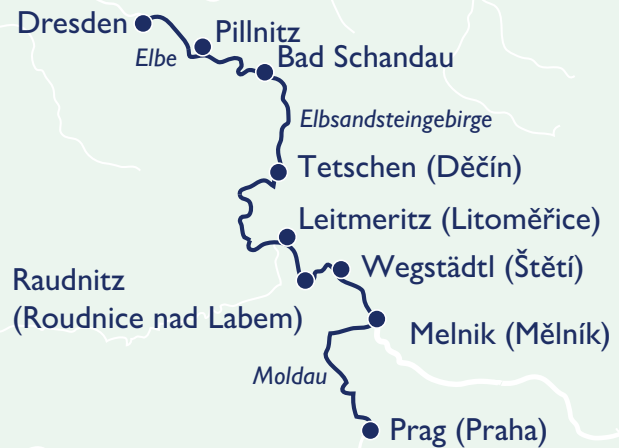 Dresden
Pillnitz
Elbe
Bad Schandau
Elbsandsteingebirge
Tetschen (Děčín)
Leitmeritz (Litoměřice)
Wegstädtl (Štětí)
Raudnitz
(Roudnice nad Labem)
Melnik (Mělník)
Moldau
Prag (Praha)